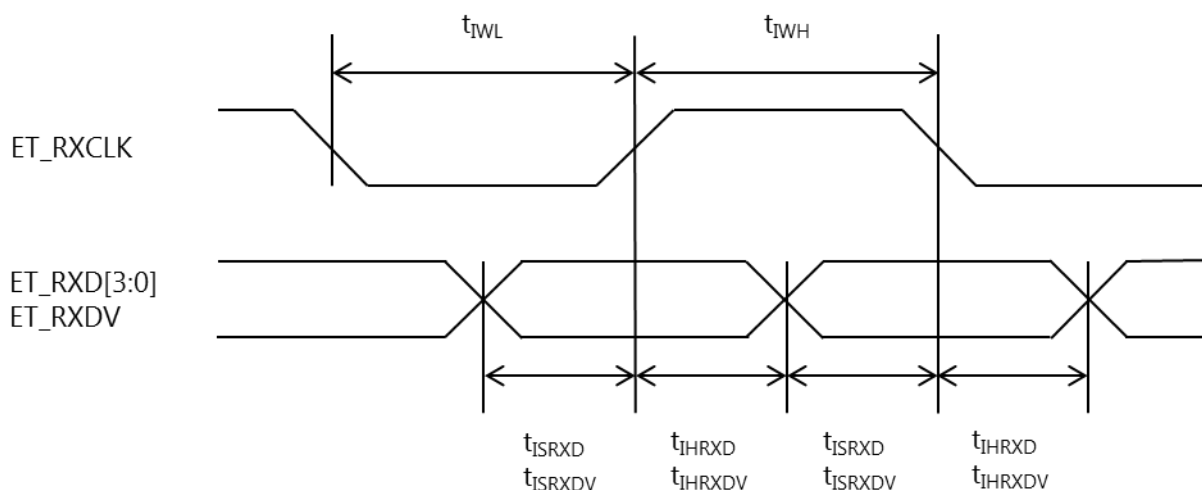 tIWL tIWH
ET_RXCLK
ET_RXD[3:0]
ET_RXDV
tISRXD tIHRXD tISRXD tIHRXD
tISRXDV tIHRXDV tISRXDV tIHRXDV